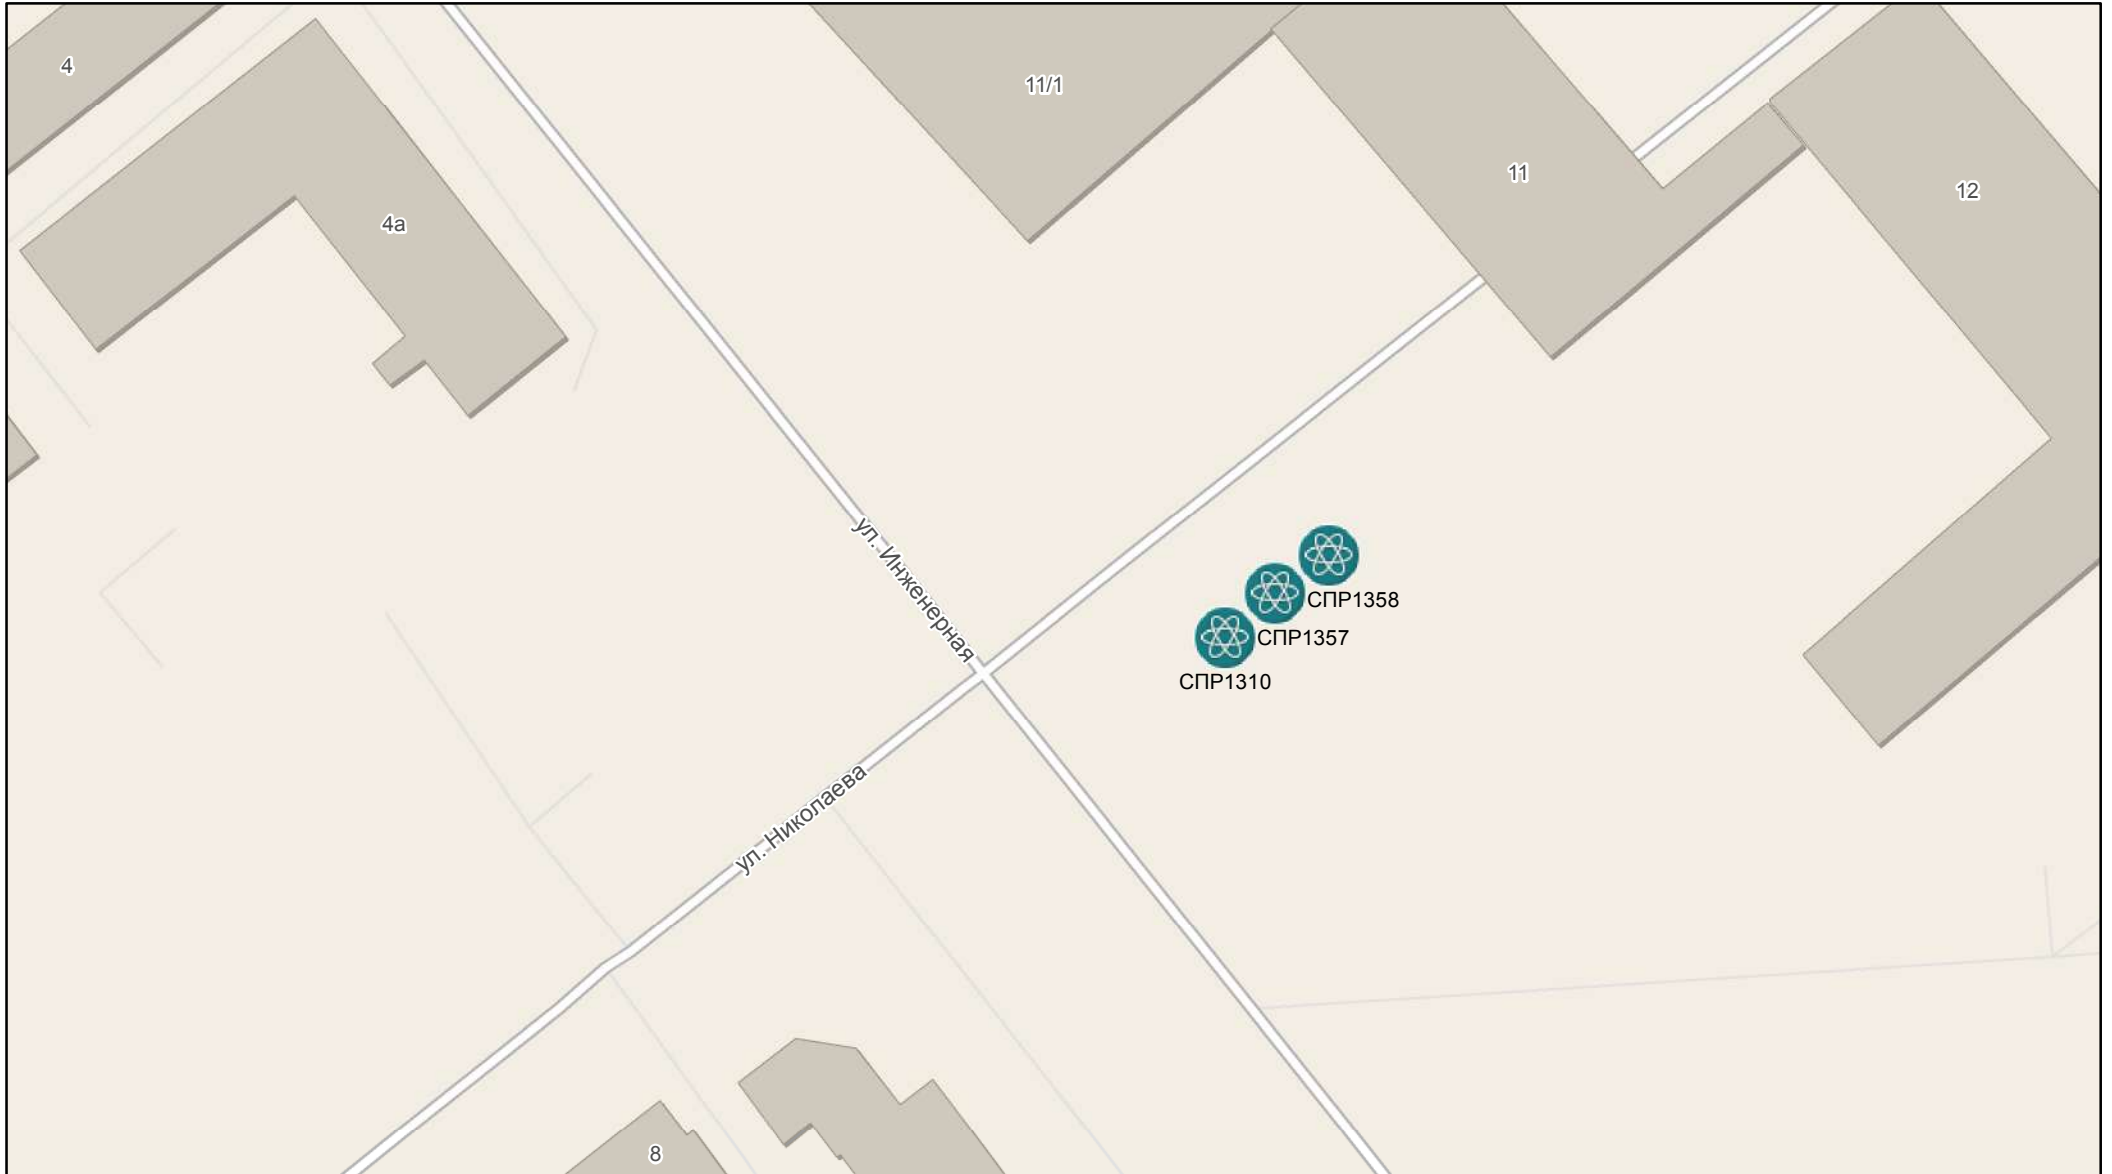 4
11/1
11
12
4а
ул. Инженерная
СПР1358
СПР1357
СПР1310
ул. Николаева
8